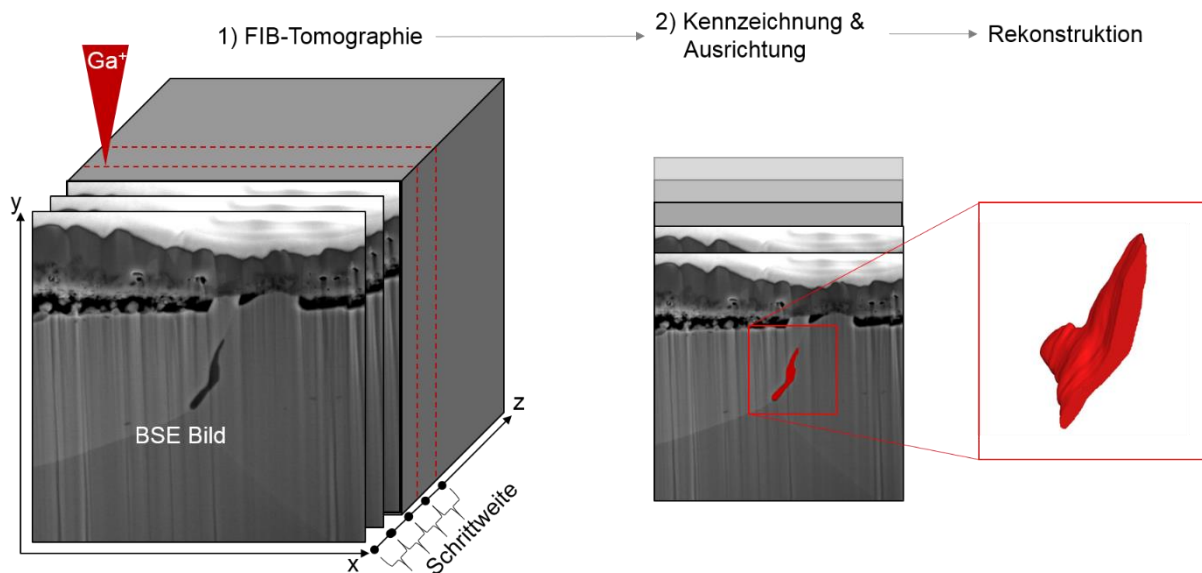 1) FIB-Tomographie
2) Kennzeichnung &
Ausrichtung
Rekonstruktion
Ga⁺
y
BSE Bild
z
x
Schrittweite